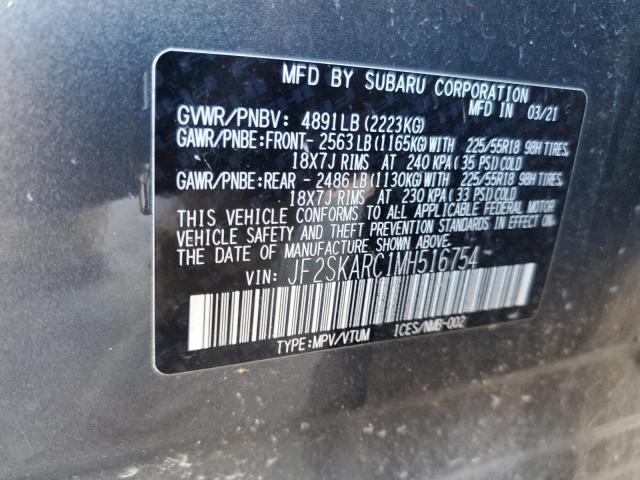 MFD BY SUBARU CORPORATION
MFD IN 03/21
GVWR/PNBV: 4891LB(2223KG)
GAWR/PNBE:FRONT- 2563LB(1165KG)WITH 225/55R18 98H TIRES,
18X7J RIMS AT 240 KPA(35 PSI)COLD
GAWR/PNBE:REAR - 2486LB(1130KG)WITH 225/55R18 98H TIRES,
18X7J RIMS AT 230 KPA(33 PSI)COLD
THIS VEHICLE CONFORMS TO ALL APPLICABLE FEDERAL MOTOR
VEHICLE SAFETY AND THEFT PREVENTION STANDARDS IN EFFECT ON
THE DATE OF MANUFACTURE SHOWN ABOVE.
VIN: JF2SKARC1MH516754
TYPE:MPV/VTUM ICES/NMB-002